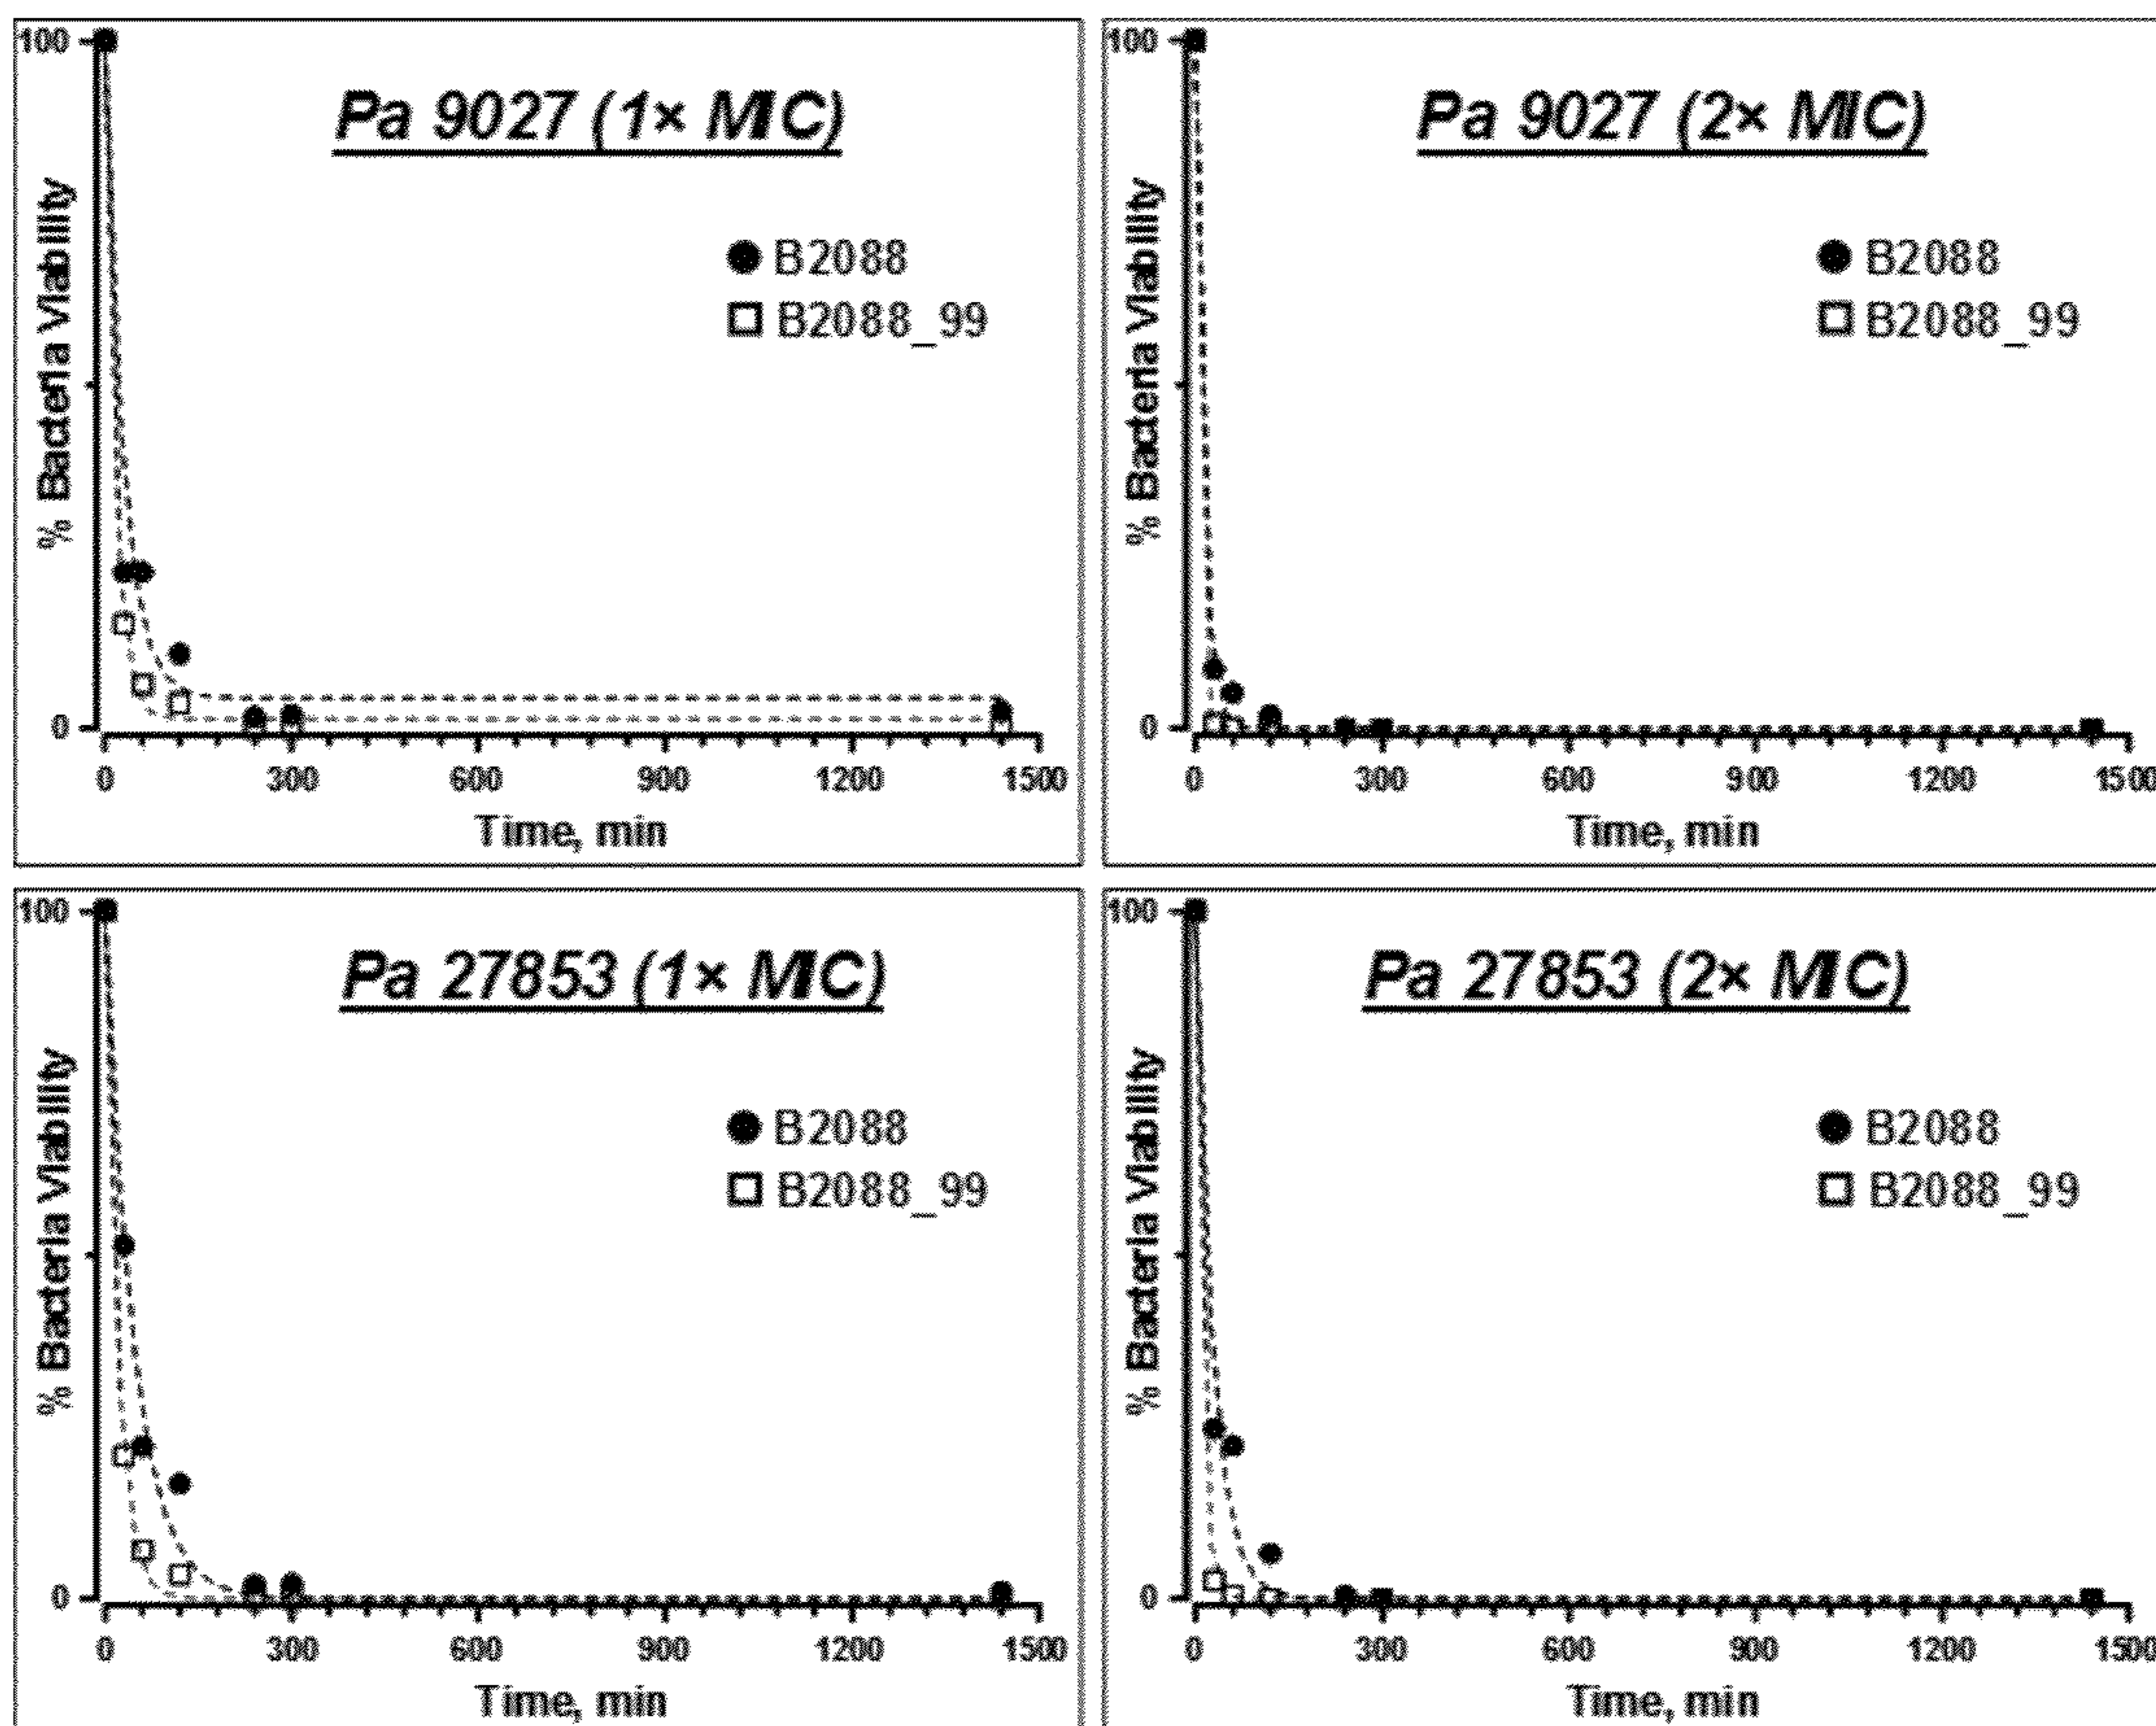 Pa 9027 (1× MIC)
% Bacteria Viability
100
0
B2088
B2088_99
0 300 600 900 1200 1500
Time, min
Pa 9027 (2× MIC)
% Bacteria Viability
100
0
B2088
B2088_99
0 300 600 900 1200 1500
Time, min
Pa 27853 (1× MIC)
% Bacteria Viability
100
0
B2088
B2088_99
0 300 600 900 1200 1500
Time, min
Pa 27853 (2× MIC)
% Bacteria Viability
100
0
B2088
B2088_99
0 300 600 900 1200 1500
Time, min